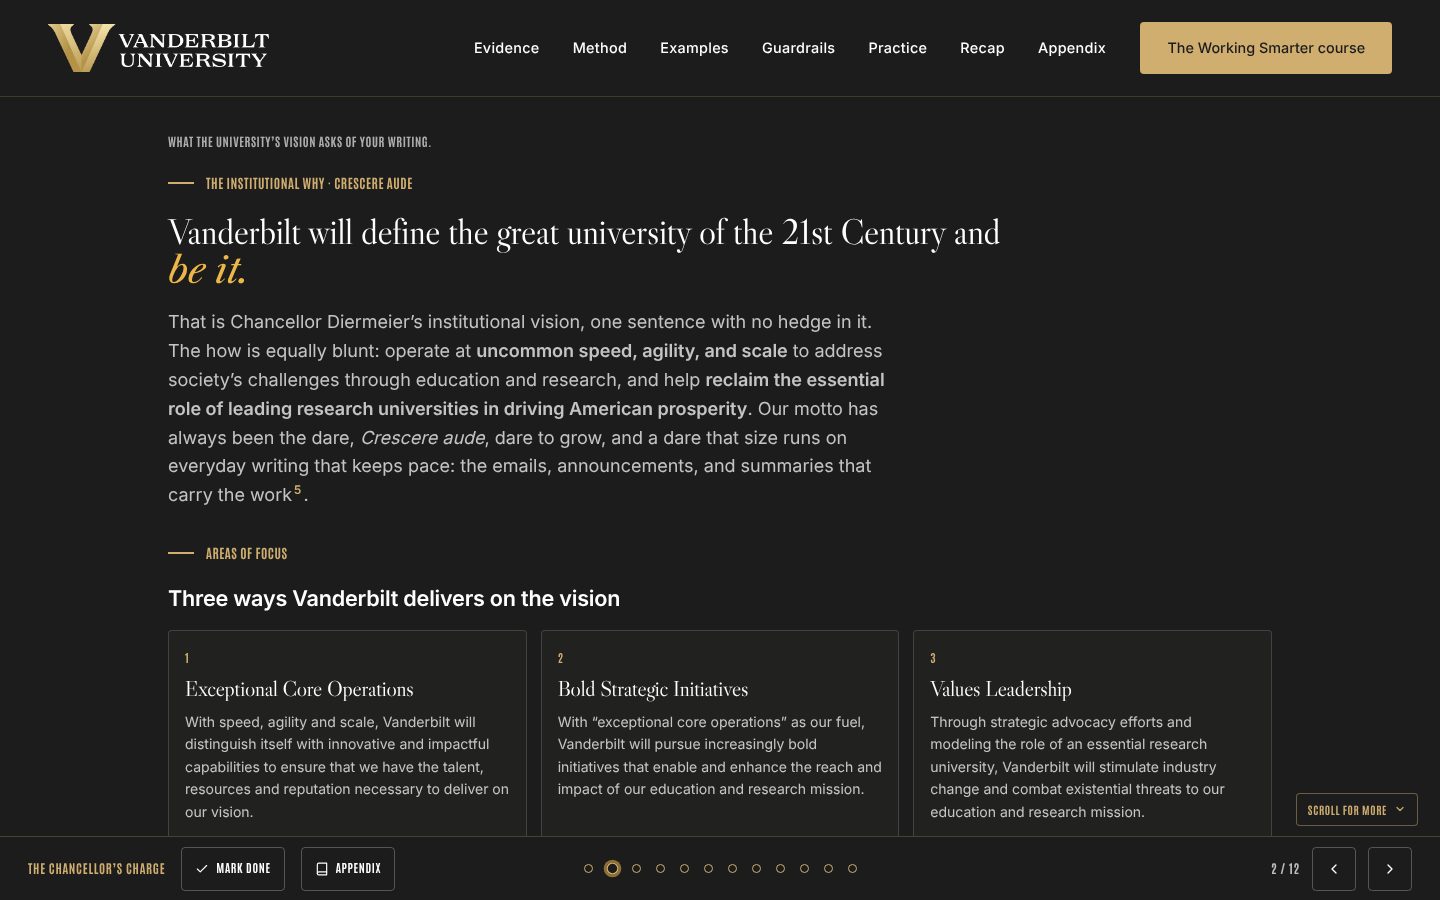 VANDERBILT
UNIVERSITY
Evidence
Method
Examples
Guardrails
Practice
Recap
Appendix
The Working Smarter course
WHAT THE UNIVERSITY’S VISION ASKS OF YOUR WRITING.
THE INSTITUTIONAL WHY · CRESCERE AUDE
Vanderbilt will define the great university of the 21st Century and
be it.
That is Chancellor Diermeier’s institutional vision, one sentence with no hedge in it.
The how is equally blunt: operate at uncommon speed, agility, and scale to address
society’s challenges through education and research, and help reclaim the essential
role of leading research universities in driving American prosperity. Our motto has
always been the dare, Crescere aude, dare to grow, and a dare that size runs on
everyday writing that keeps pace: the emails, announcements, and summaries that
carry the work5.
AREAS OF FOCUS
Three ways Vanderbilt delivers on the vision
1
Exceptional Core Operations
With speed, agility and scale, Vanderbilt will
distinguish itself with innovative and impactful
capabilities to ensure that we have the talent,
resources and reputation necessary to deliver on
our vision.
2
Bold Strategic Initiatives
With “exceptional core operations” as our fuel,
Vanderbilt will pursue increasingly bold
initiatives that enable and enhance the reach and
impact of our education and research mission.
3
Values Leadership
Through strategic advocacy efforts and
modeling the role of an essential research
university, Vanderbilt will stimulate industry
change and combat existential threats to our
education and research mission.
SCROLL FOR MORE
THE CHANCELLOR’S CHARGE
MARK DONE
APPENDIX
2 / 12